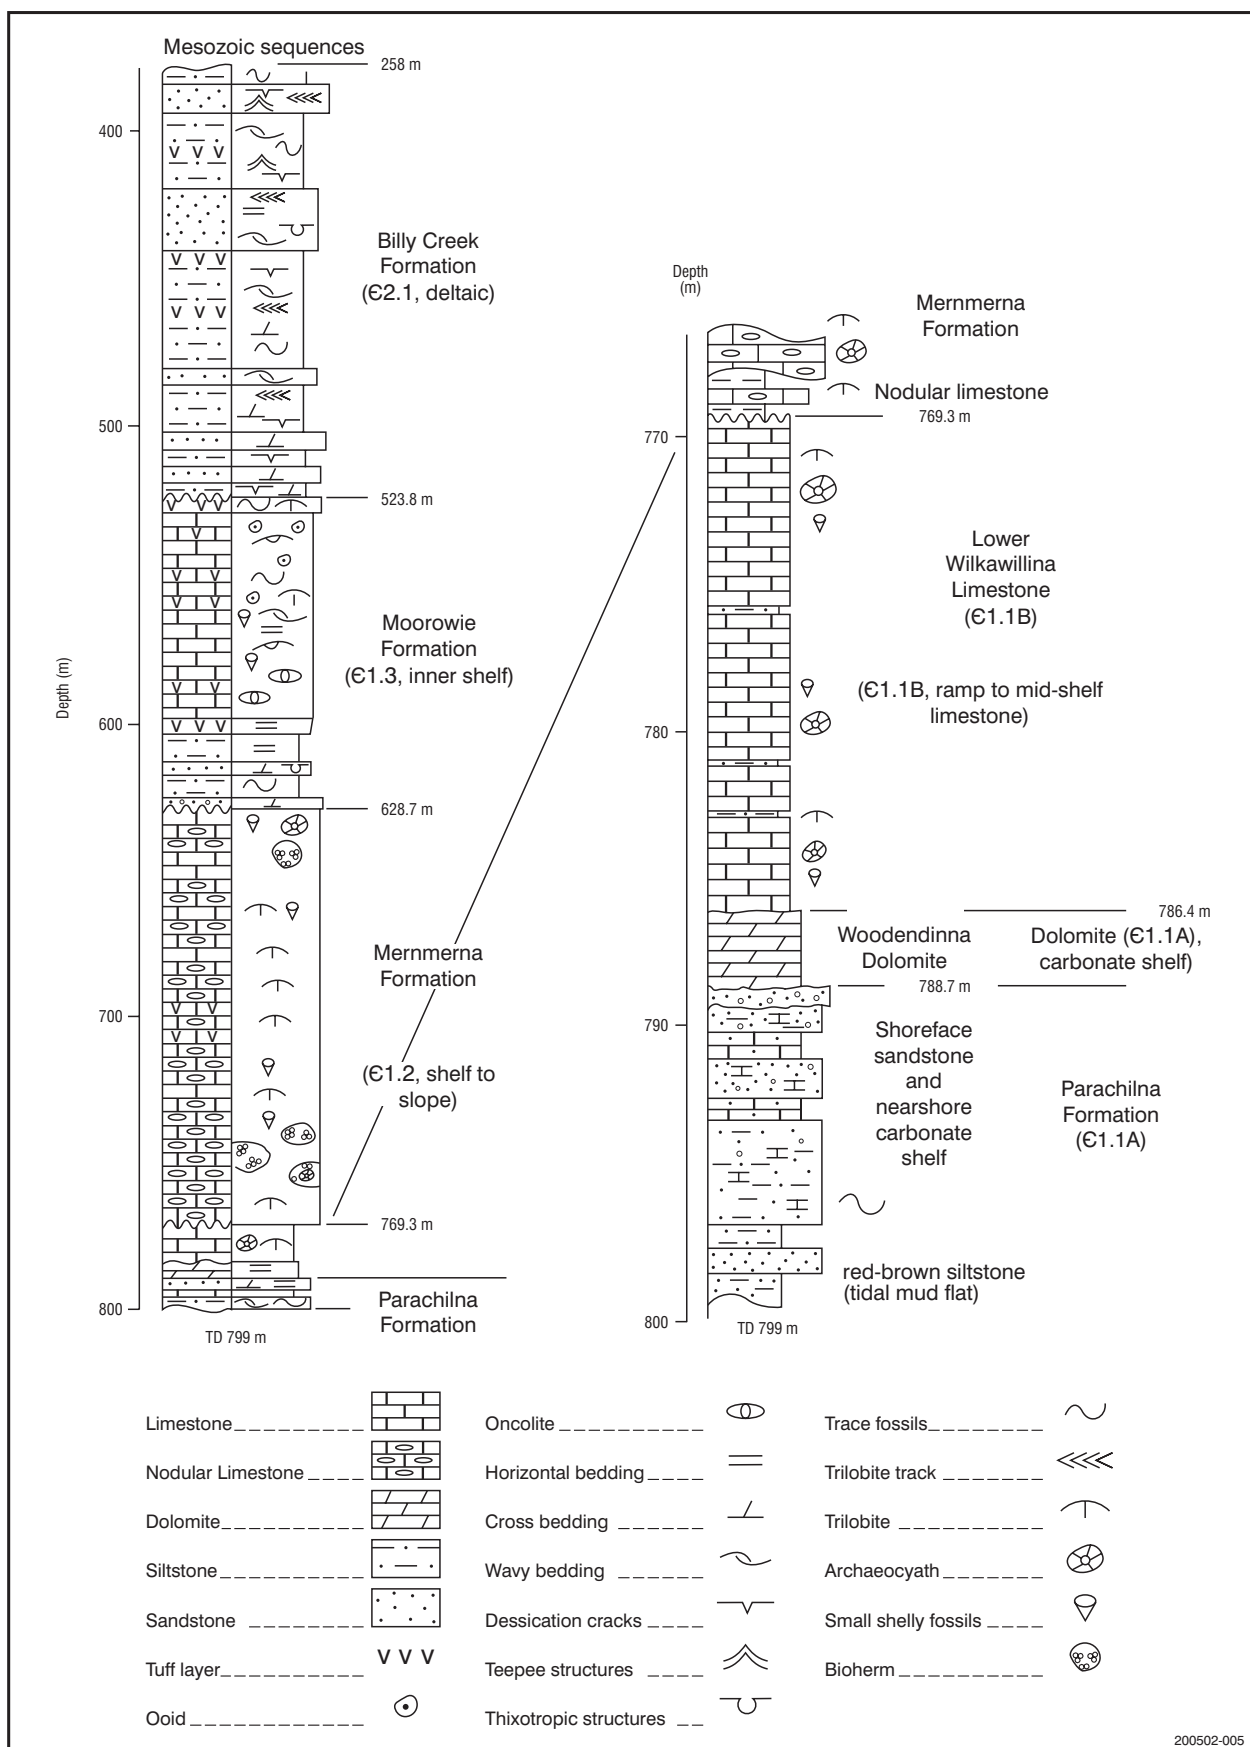 Mesozoic sequences
258 m
400
Billy Creek
Formation
(Є2.1, deltaic)
500
523.8 m
Moorowie
Formation
(Є1.3, inner shelf)
Depth (m)
600
628.7 m
Mernmerna
Formation
700
(Є1.2, shelf to
slope)
769.3 m
800
Parachilna
Formation
TD 799 m
Depth
(m)
Mernmerna
Formation
Nodular limestone
769.3 m
770
Lower
Wilkawillina
Limestone
(Є1.1B)
(Є1.1B, ramp to mid-shelf
limestone)
780
786.4 m
Woodendinna
Dolomite
Dolomite (Є1.1A),
carbonate shelf)
788.7 m
790
Shoreface
sandstone
and
nearshore
carbonate
shelf
Parachilna
Formation
(Є1.1A)
red-brown siltstone
(tidal mud flat)
800
TD 799 m
Limestone
Nodular Limestone
Dolomite
Siltstone
Sandstone
Tuff layer
V V V
Ooid
Oncolite
Horizontal bedding
Cross bedding
Wavy bedding
Dessication cracks
Teepee structures
Thixotropic structures
Trace fossils
Trilobite track
Trilobite
Archaeocyath
Small shelly fossils
Bioherm
200502-005